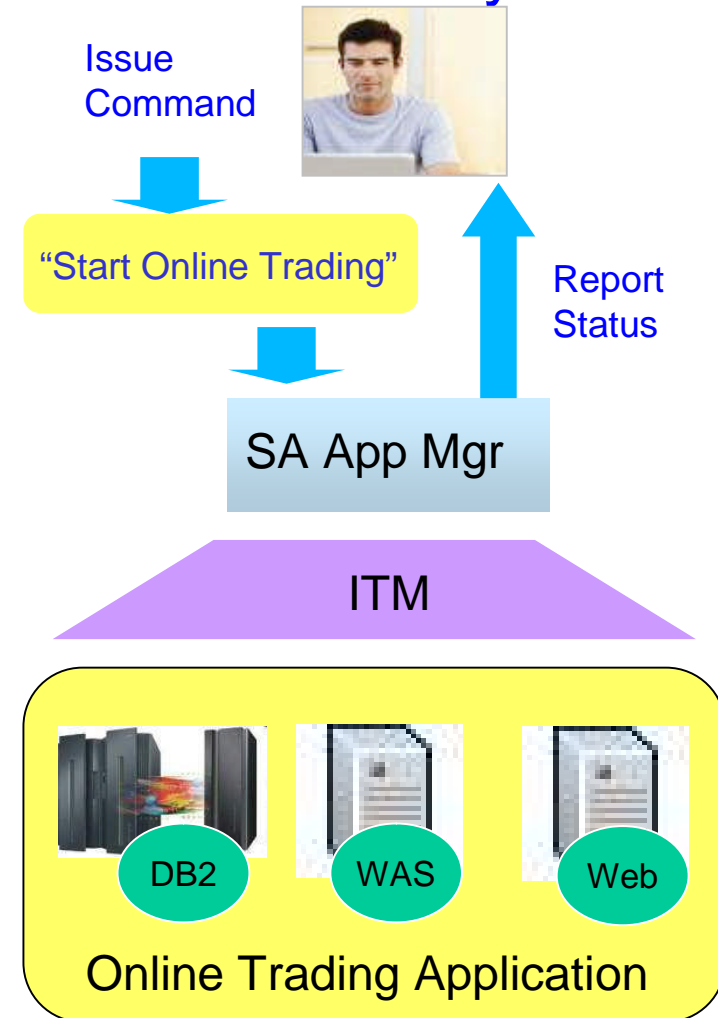 Issue
Command
“Start Online Trading”
Report
Status
SA App Mgr
ITM
DB2
WAS
Web
Online Trading Application